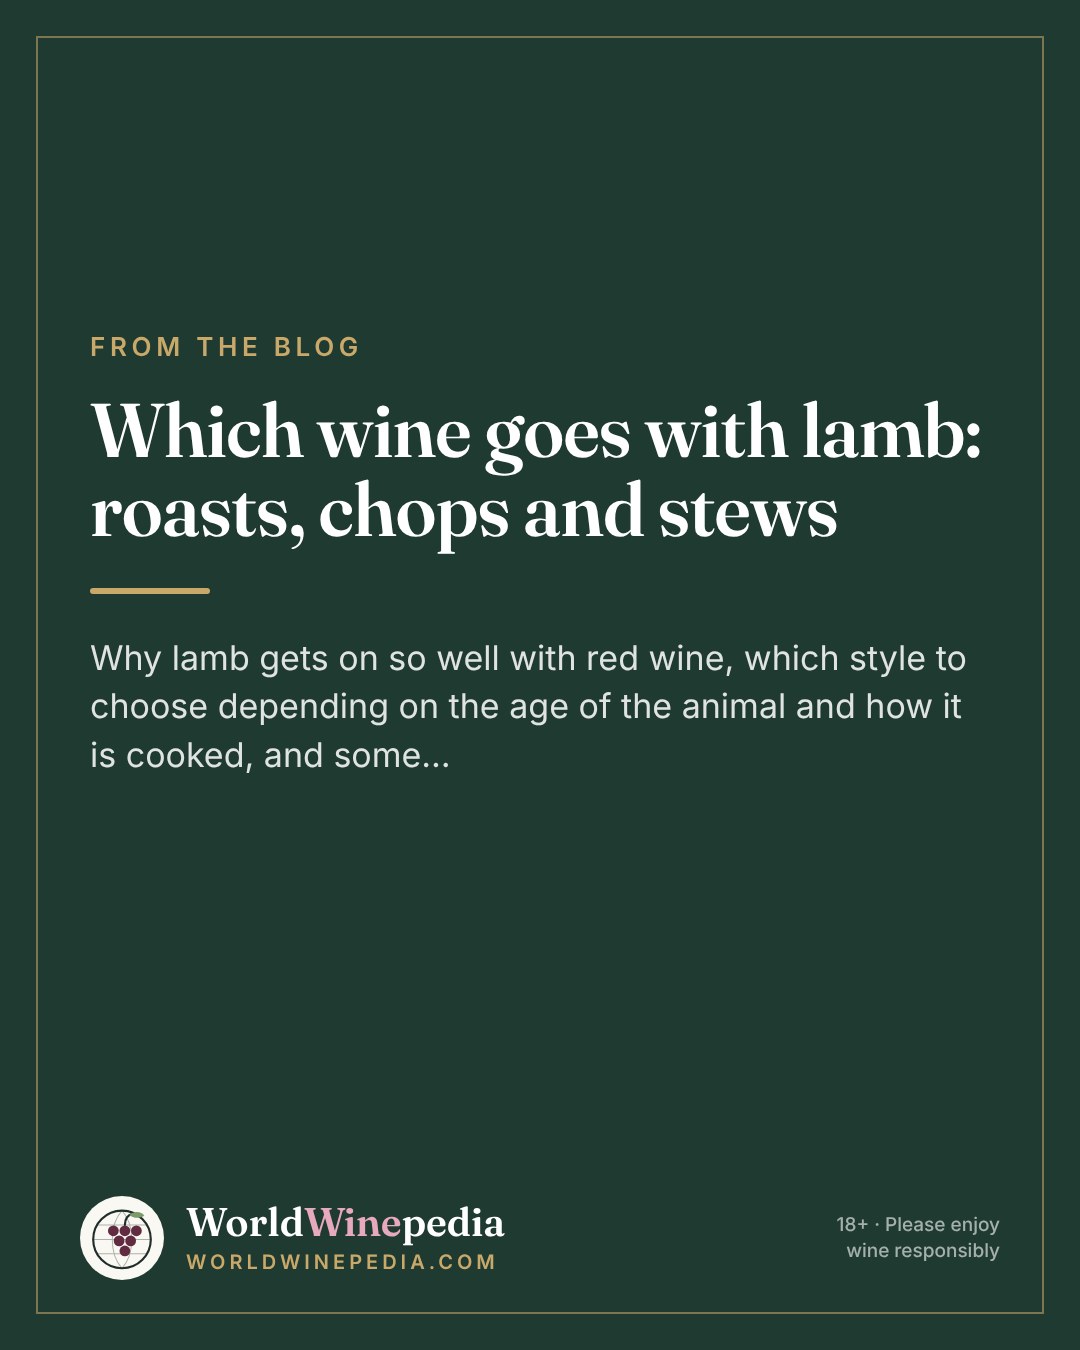 FROM THE BLOG
Which wine goes with lamb:
roasts, chops and stews
Why lamb gets on so well with red wine, which style to
choose depending on the age of the animal and how it
is cooked, and some...
WorldWinepedia
WORLDWINEPEDIA.COM
18+ · Please enjoy
wine responsibly